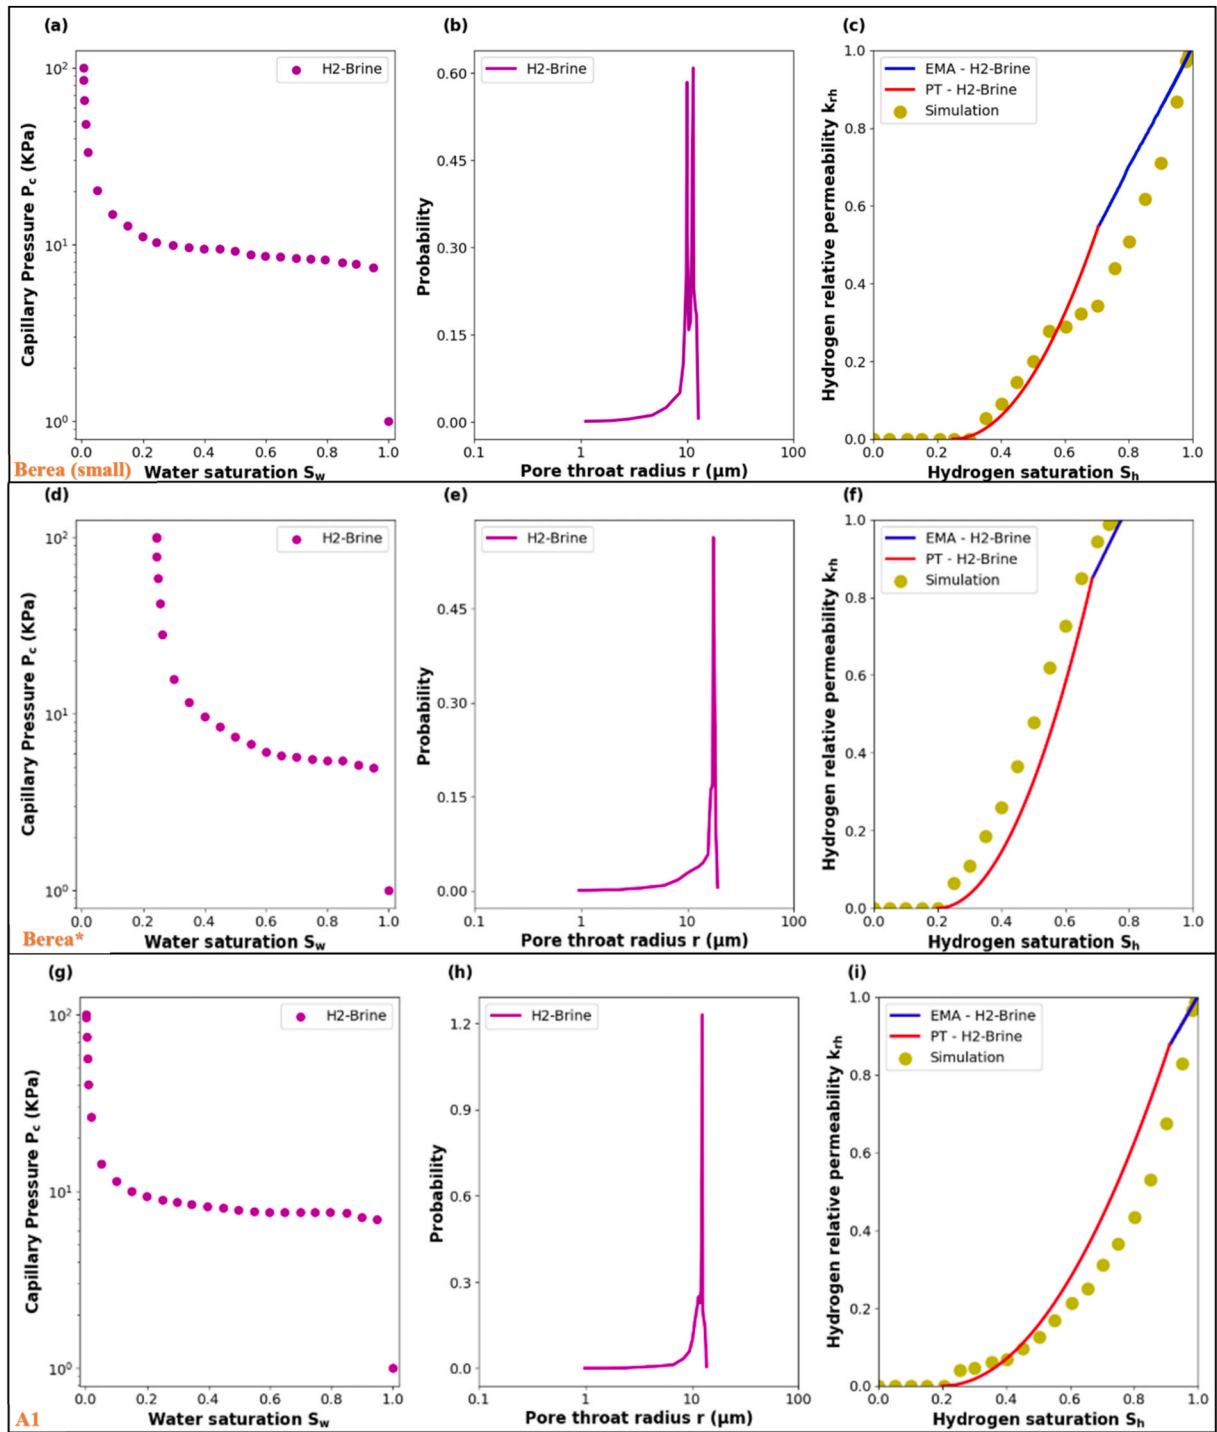 (a)
(b)
(c)
10²
10¹
10⁰
Capillary Pressure P_c (KPa)
H2-Brine
0.0 0.2 0.4 0.6 0.8 1.0
Water saturation S_w
Berea (small)
0.60
0.45
0.30
0.15
0.00
Probability
H2-Brine
0.1 1 10 100
Pore throat radius r (μm)
1.0
0.8
0.6
0.4
0.2
0.0
Hydrogen relative permeability k_rh
EMA - H2-Brine
PT - H2-Brine
Simulation
0.0 0.2 0.4 0.6 0.8 1.0
Hydrogen saturation S_h
(d)
(e)
(f)
10²
10¹
10⁰
Capillary Pressure P_c (KPa)
H2-Brine
0.0 0.2 0.4 0.6 0.8 1.0
Water saturation S_w
Berea*
0.45
0.30
0.15
0.00
Probability
H2-Brine
0.1 1 10 100
Pore throat radius r (μm)
1.0
0.8
0.6
0.4
0.2
0.0
Hydrogen relative permeability k_rh
EMA - H2-Brine
PT - H2-Brine
Simulation
0.0 0.2 0.4 0.6 0.8 1.0
Hydrogen saturation S_h
(g)
(h)
(i)
10²
10¹
10⁰
Capillary Pressure P_c (KPa)
H2-Brine
0.0 0.2 0.4 0.6 0.8 1.0
Water saturation S_w
A1
1.2
0.9
0.6
0.3
0.0
Probability
H2-Brine
0.1 1 10 100
Pore throat radius r (μm)
1.0
0.8
0.6
0.4
0.2
0.0
Hydrogen relative permeability k_rh
EMA - H2-Brine
PT - H2-Brine
Simulation
0.0 0.2 0.4 0.6 0.8 1.0
Hydrogen saturation S_h